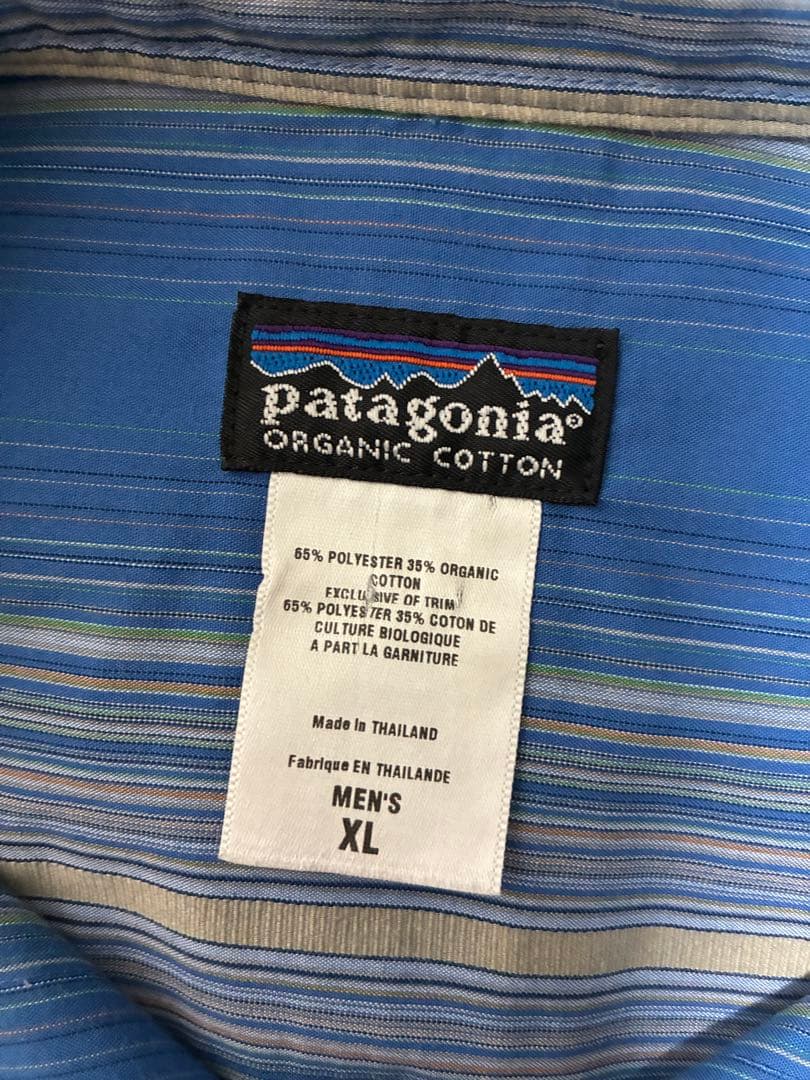 patagonia®
ORGANIC COTTON
65% POLYESTER 35% ORGANIC
COTTON
EXCLUSIVE OF TRIM
65% POLYESTER 35% COTON DE
CULTURE BIOLOGIQUE
A PART LA GARNITURE
Made in THAILAND
Fabrique EN THAILANDE
MEN'S
XL